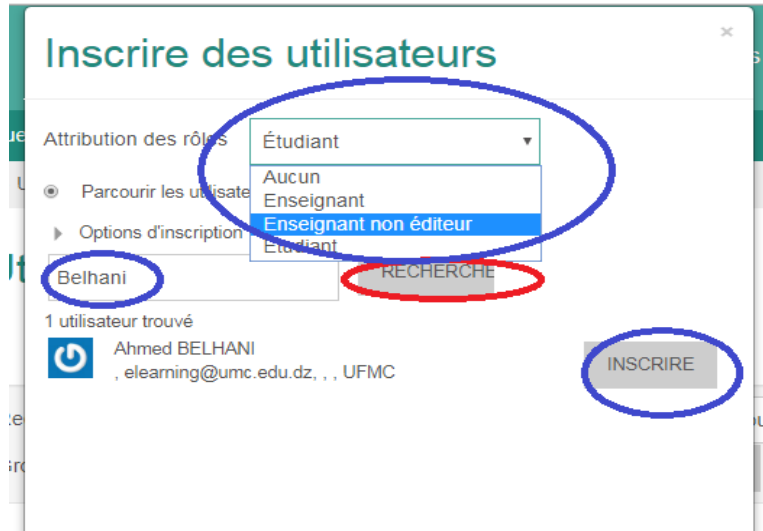 Inscrire des utilisateurs
×
Attribution des rôles
Étudiant
Aucun
Enseignant
Enseignant non éditeur
Étudiant
Parcourir les utilisate
Options d'inscription
Belhani
RECHERCHE
1 utilisateur trouvé
Ahmed BELHANI
, elearning@umc.edu.dz, , , UFMC
INSCRIRE